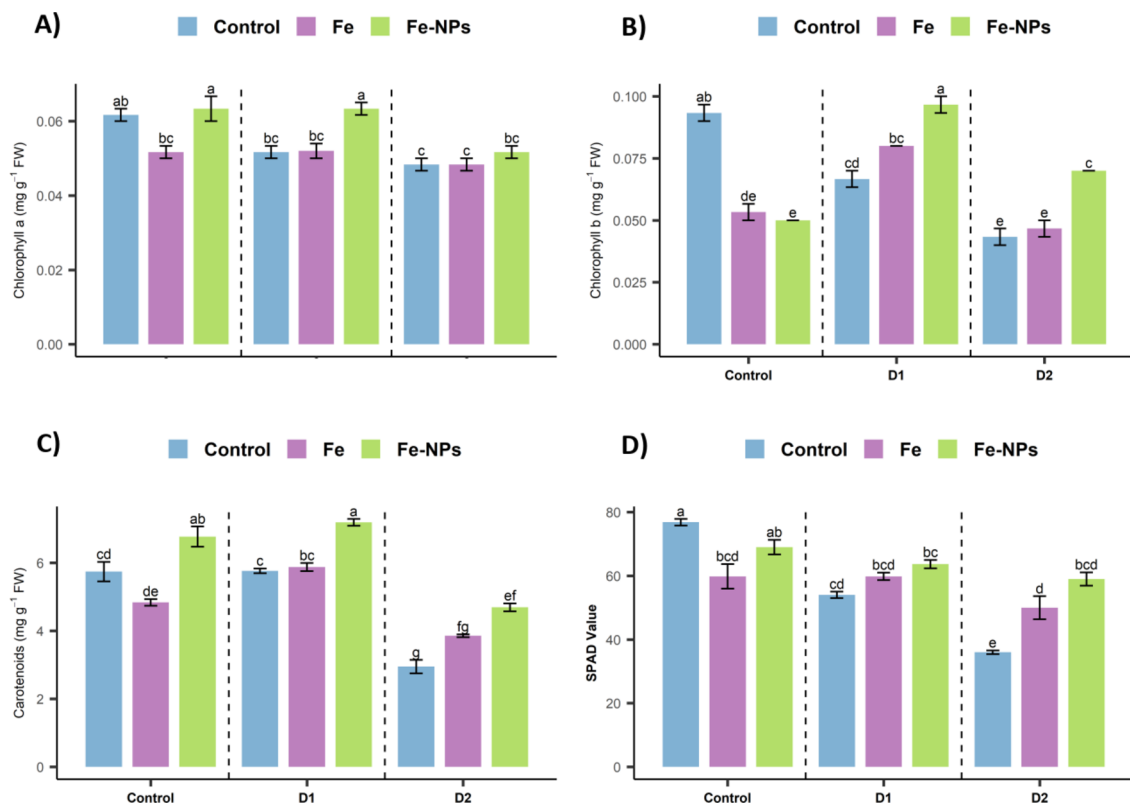 A)
Control Fe Fe-NPs
Chlorophyll a (mg g⁻¹ FW)
0.06
0.04
0.02
0.00
ab
bc
a
bc
bc
a
c
c
bc
B)
Control Fe Fe-NPs
Chlorophyll b (mg g⁻¹ FW)
0.100
0.075
0.050
0.025
0.000
ab
de
e
cd
bc
a
e
e
c
Control D1 D2
C)
Control Fe Fe-NPs
Carotenoids (mg g⁻¹ FW)
6
4
2
0
cd
de
ab
c
bc
a
g
fg
ef
Control D1 D2
D)
Control Fe Fe-NPs
SPAD Value
80
60
40
20
0
a
bcd
ab
cd
bcd
bc
e
d
bcd
Control D1 D2